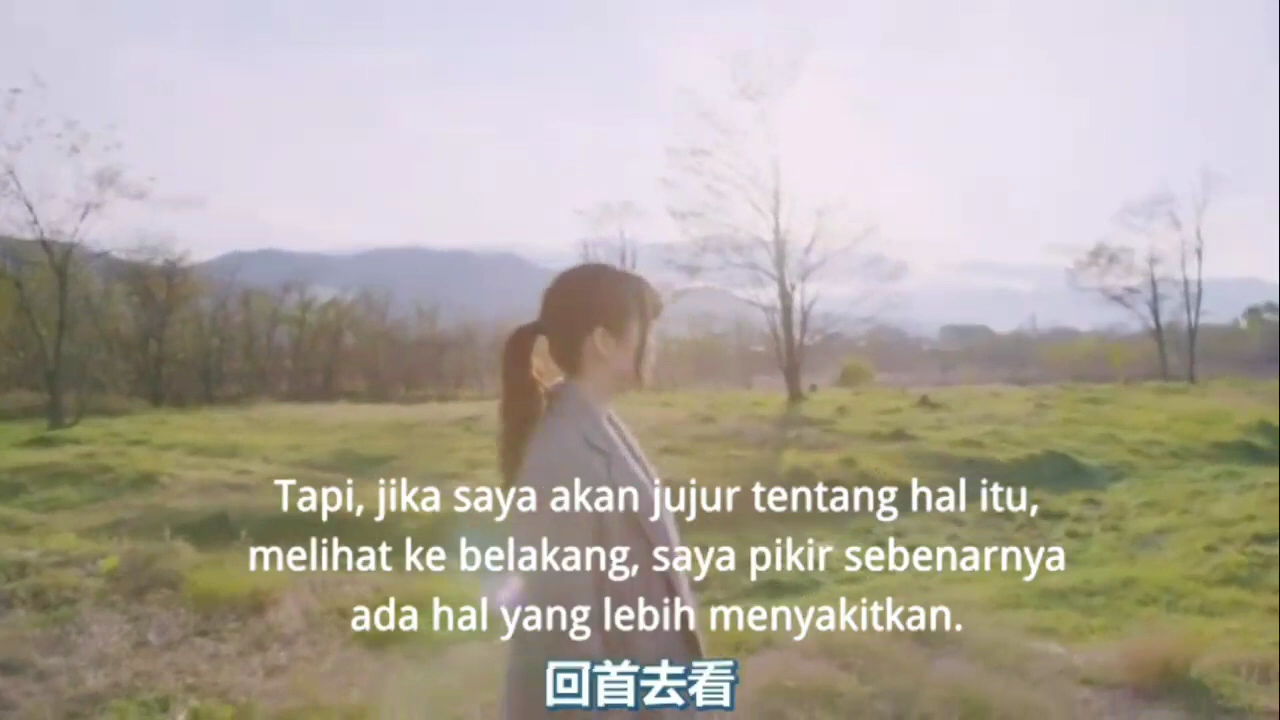 Tapi, jika saya akan jujur tentang hal itu,
melihat ke belakang, saya pikir sebenarnya
ada hal yang lebih menyakitkan.
回首去看